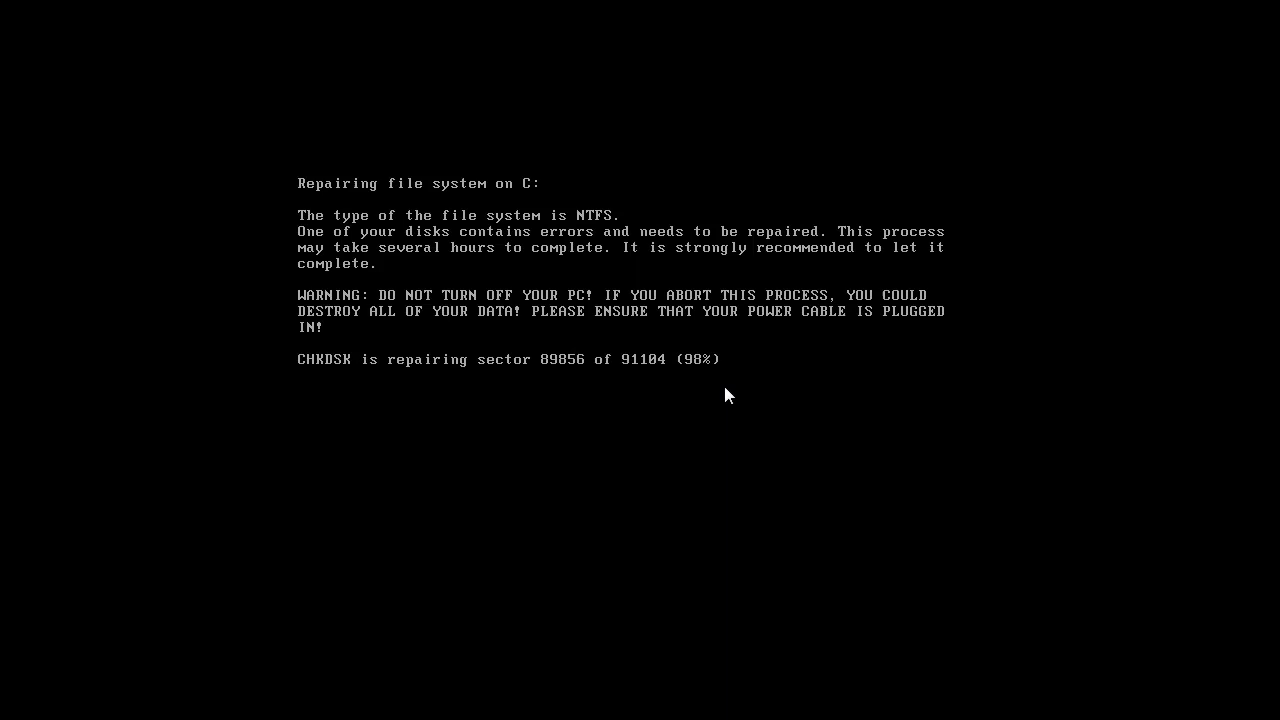 Repairing file system on C:
The type of the file system is NTFS.
One of your disks contains errors and needs to be repaired. This process
may take several hours to complete. It is strongly recommended to let it
complete.
WARNING: DO NOT TURN OFF YOUR PC! IF YOU ABORT THIS PROCESS, YOU COULD
DESTROY ALL OF YOUR DATA! PLEASE ENSURE THAT YOUR POWER CABLE IS PLUGGED
IN!
CHKDSK is repairing sector 89856 of 91104 (98%)